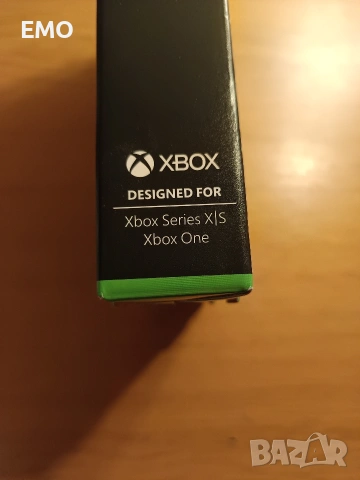 EMO
XBOX
DESIGNED FOR
Xbox Series X|S
Xbox One
BAZAR